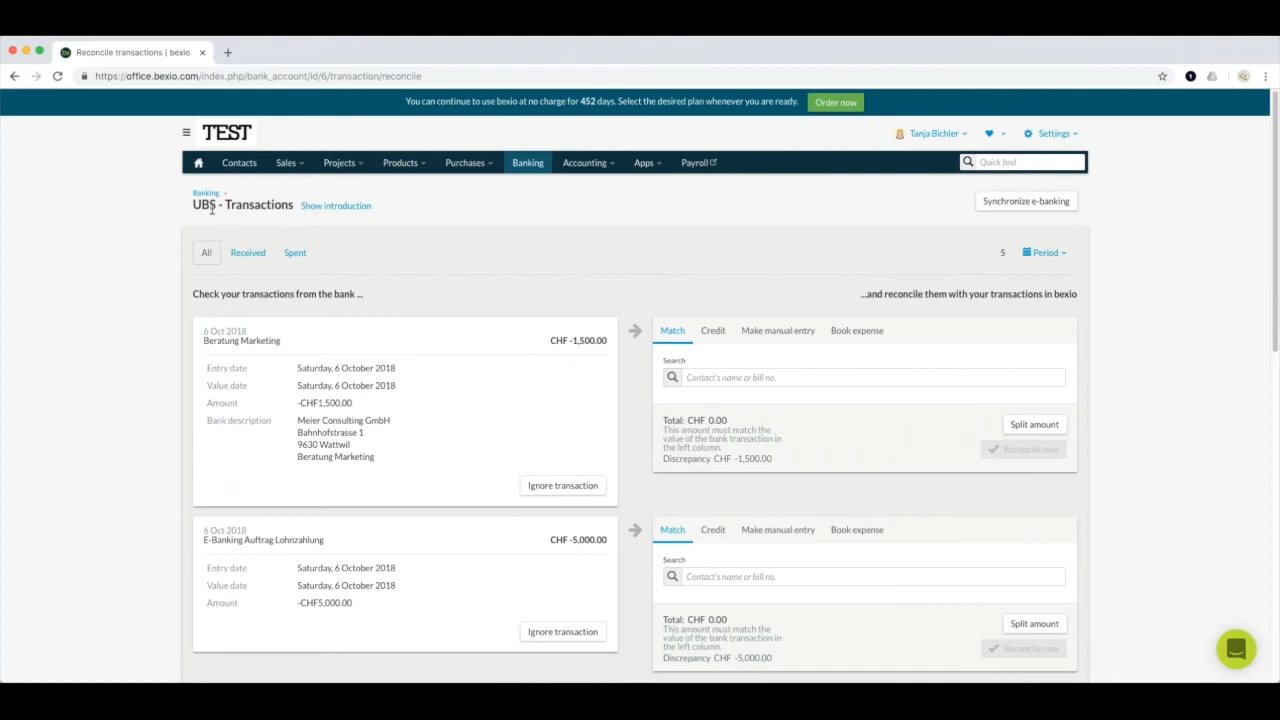 Reconcile transactions | bexio
https://office.bexio.com/index.php/bank_account/id/6/transaction/reconcile
You can continue to use bexio at no charge for 452 days. Select the desired plan whenever you are ready. Order now
TEST
Tanja Bichler
Settings
Contacts Sales Projects Products Purchases Banking Accounting Apps Payroll
Quick find
Banking
UBS - Transactions Show introduction
Synchronize e-banking
All Received Spent
5 Period
Check your transactions from the bank ...
...and reconcile them with your transactions in bexio
6 Oct 2018
Beratung Marketing CHF -1,500.00
Entry date Saturday, 6 October 2018
Value date Saturday, 6 October 2018
Amount -CHF1,500.00
Bank description Meier Consulting GmbH
Bahnhofstrasse 1
9630 Wattwil
Beratung Marketing
Ignore transaction
Match Credit Make manual entry Book expense
Search
Contact's name or bill no.
Total: CHF 0.00
This amount must match the
value of the bank transaction in
the left column.
Discrepancy CHF -1,500.00
Split amount
Reconcile now
6 Oct 2018
E-Banking Auftrag Lohnzahlung CHF -5,000.00
Entry date Saturday, 6 October 2018
Value date Saturday, 6 October 2018
Amount -CHF5,000.00
Ignore transaction
Match Credit Make manual entry Book expense
Search
Contact's name or bill no.
Total: CHF 0.00
This amount must match the
value of the bank transaction in
the left column.
Discrepancy CHF -5,000.00
Split amount
Reconcile now